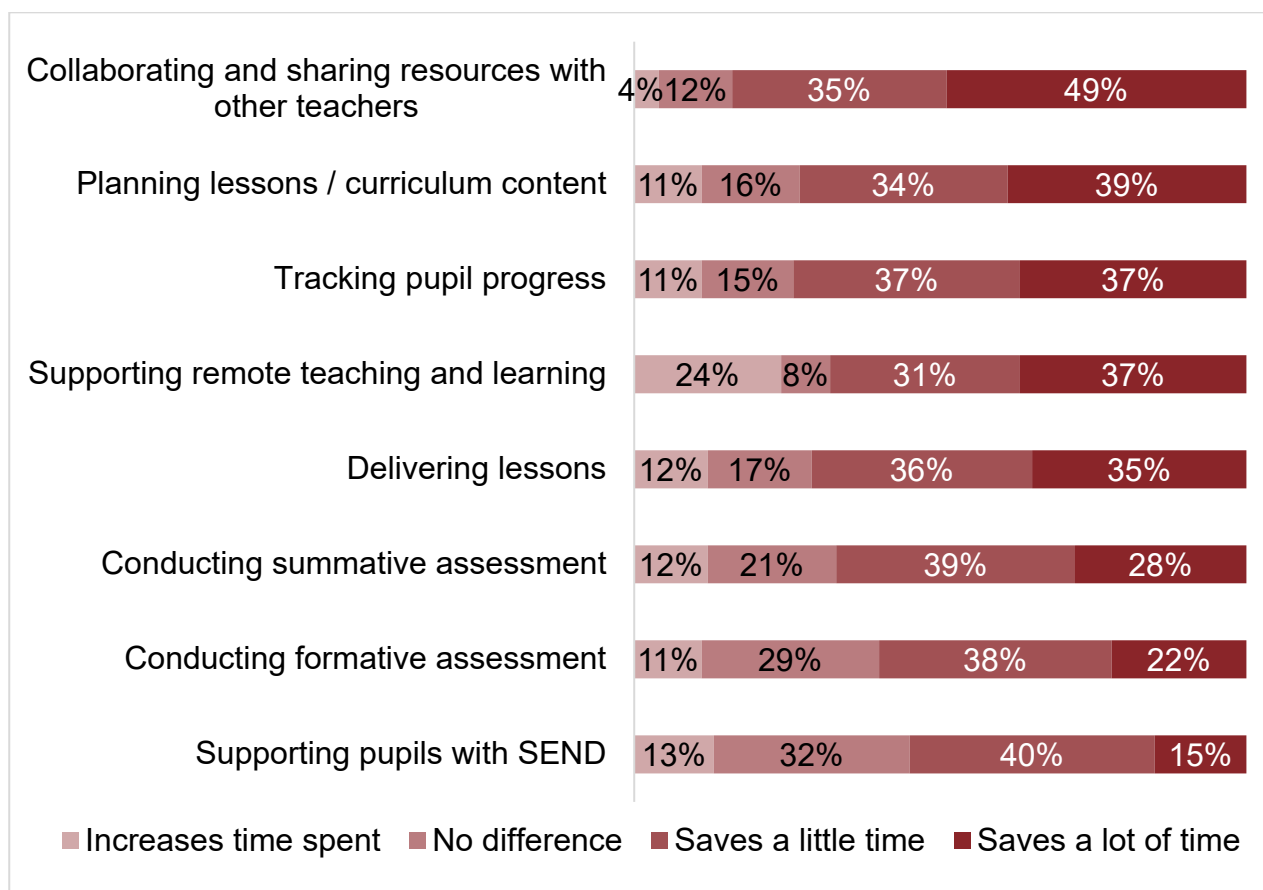 Collaborating and sharing resources with
other teachers
4% 12% 35% 49%
Planning lessons / curriculum content
11% 16% 34% 39%
Tracking pupil progress
11% 15% 37% 37%
Supporting remote teaching and learning
24% 8% 31% 37%
Delivering lessons
12% 17% 36% 35%
Conducting summative assessment
12% 21% 39% 28%
Conducting formative assessment
11% 29% 38% 22%
Supporting pupils with SEND
13% 32% 40% 15%
Increases time spent No difference Saves a little time Saves a lot of time